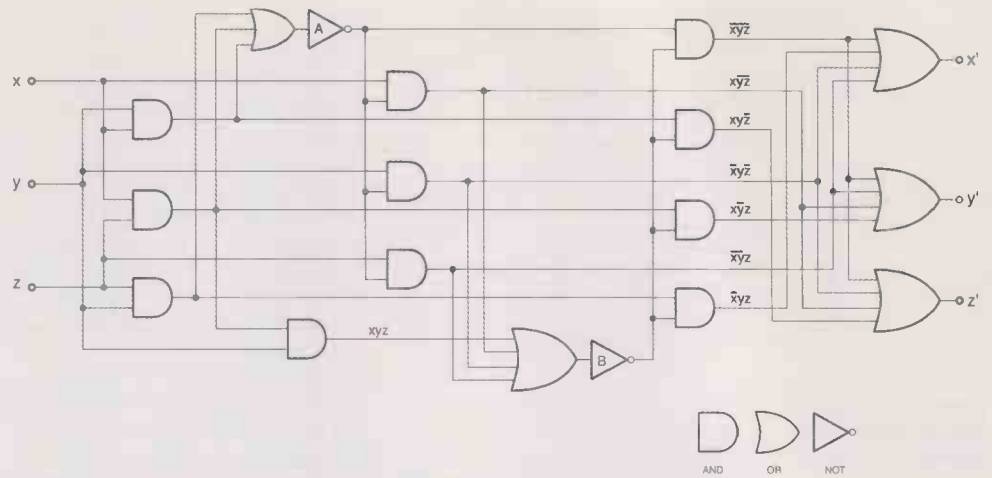 A
x̄ȳz̄
x'
x
xȳz̄
xyz̄
y
x̄yz̄
y'
xȳz
x̄ȳz
z
x̄yz
z'
xyz
B
AND OR NOT